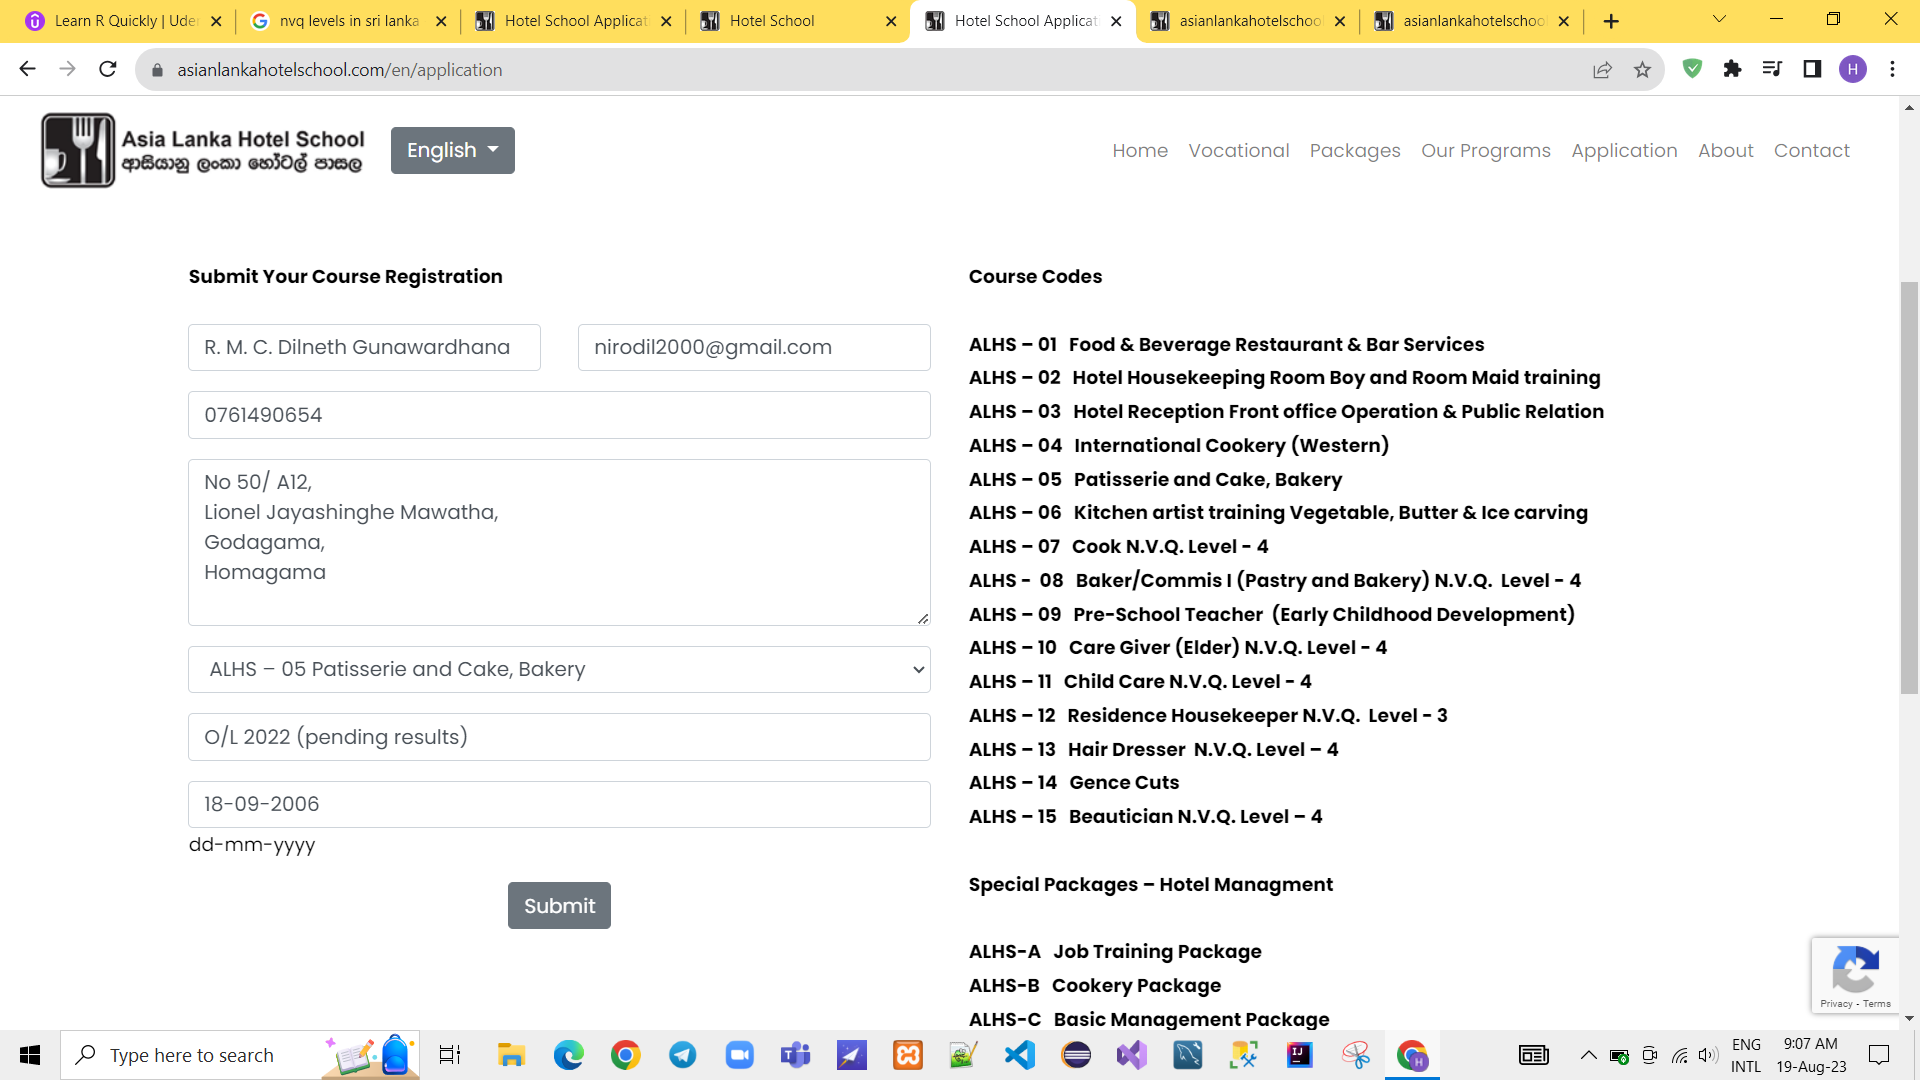 Learn R Quickly | Uder
nvq levels in sri lanka
Hotel School Applicat
Hotel School
Hotel School Applicat
asianlankahotelschool
asianlankahotelschool
asianlankahotelschool.com/en/application
H
Asia Lanka Hotel School
ආසියානු ලංකා හෝටල් පාසල
English
Home Vocational Packages Our Programs Application About Contact
Submit Your Course Registration
R. M. C. Dilneth Gunawardhana
nirodil2000@gmail.com
0761490654
No 50/ A12,
Lionel Jayashinghe Mawatha,
Godagama,
Homagama
ALHS – 05 Patisserie and Cake, Bakery
O/L 2022 (pending results)
18-09-2006
dd-mm-yyyy
Submit
Course Codes
ALHS – 01 Food & Beverage Restaurant & Bar Services
ALHS – 02 Hotel Housekeeping Room Boy and Room Maid training
ALHS – 03 Hotel Reception Front office Operation & Public Relation
ALHS – 04 International Cookery (Western)
ALHS – 05 Patisserie and Cake, Bakery
ALHS – 06 Kitchen artist training Vegetable, Butter & Ice carving
ALHS – 07 Cook N.V.Q. Level - 4
ALHS - 08 Baker/Commis I (Pastry and Bakery) N.V.Q. Level - 4
ALHS – 09 Pre-School Teacher (Early Childhood Development)
ALHS – 10 Care Giver (Elder) N.V.Q. Level - 4
ALHS – 11 Child Care N.V.Q. Level - 4
ALHS – 12 Residence Housekeeper N.V.Q. Level - 3
ALHS – 13 Hair Dresser N.V.Q. Level – 4
ALHS – 14 Gence Cuts
ALHS – 15 Beautician N.V.Q. Level – 4
Special Packages – Hotel Managment
ALHS-A Job Training Package
ALHS-B Cookery Package
ALHS-C Basic Management Package
Privacy - Terms
Type here to search
ENG
INTL
9:07 AM
19-Aug-23